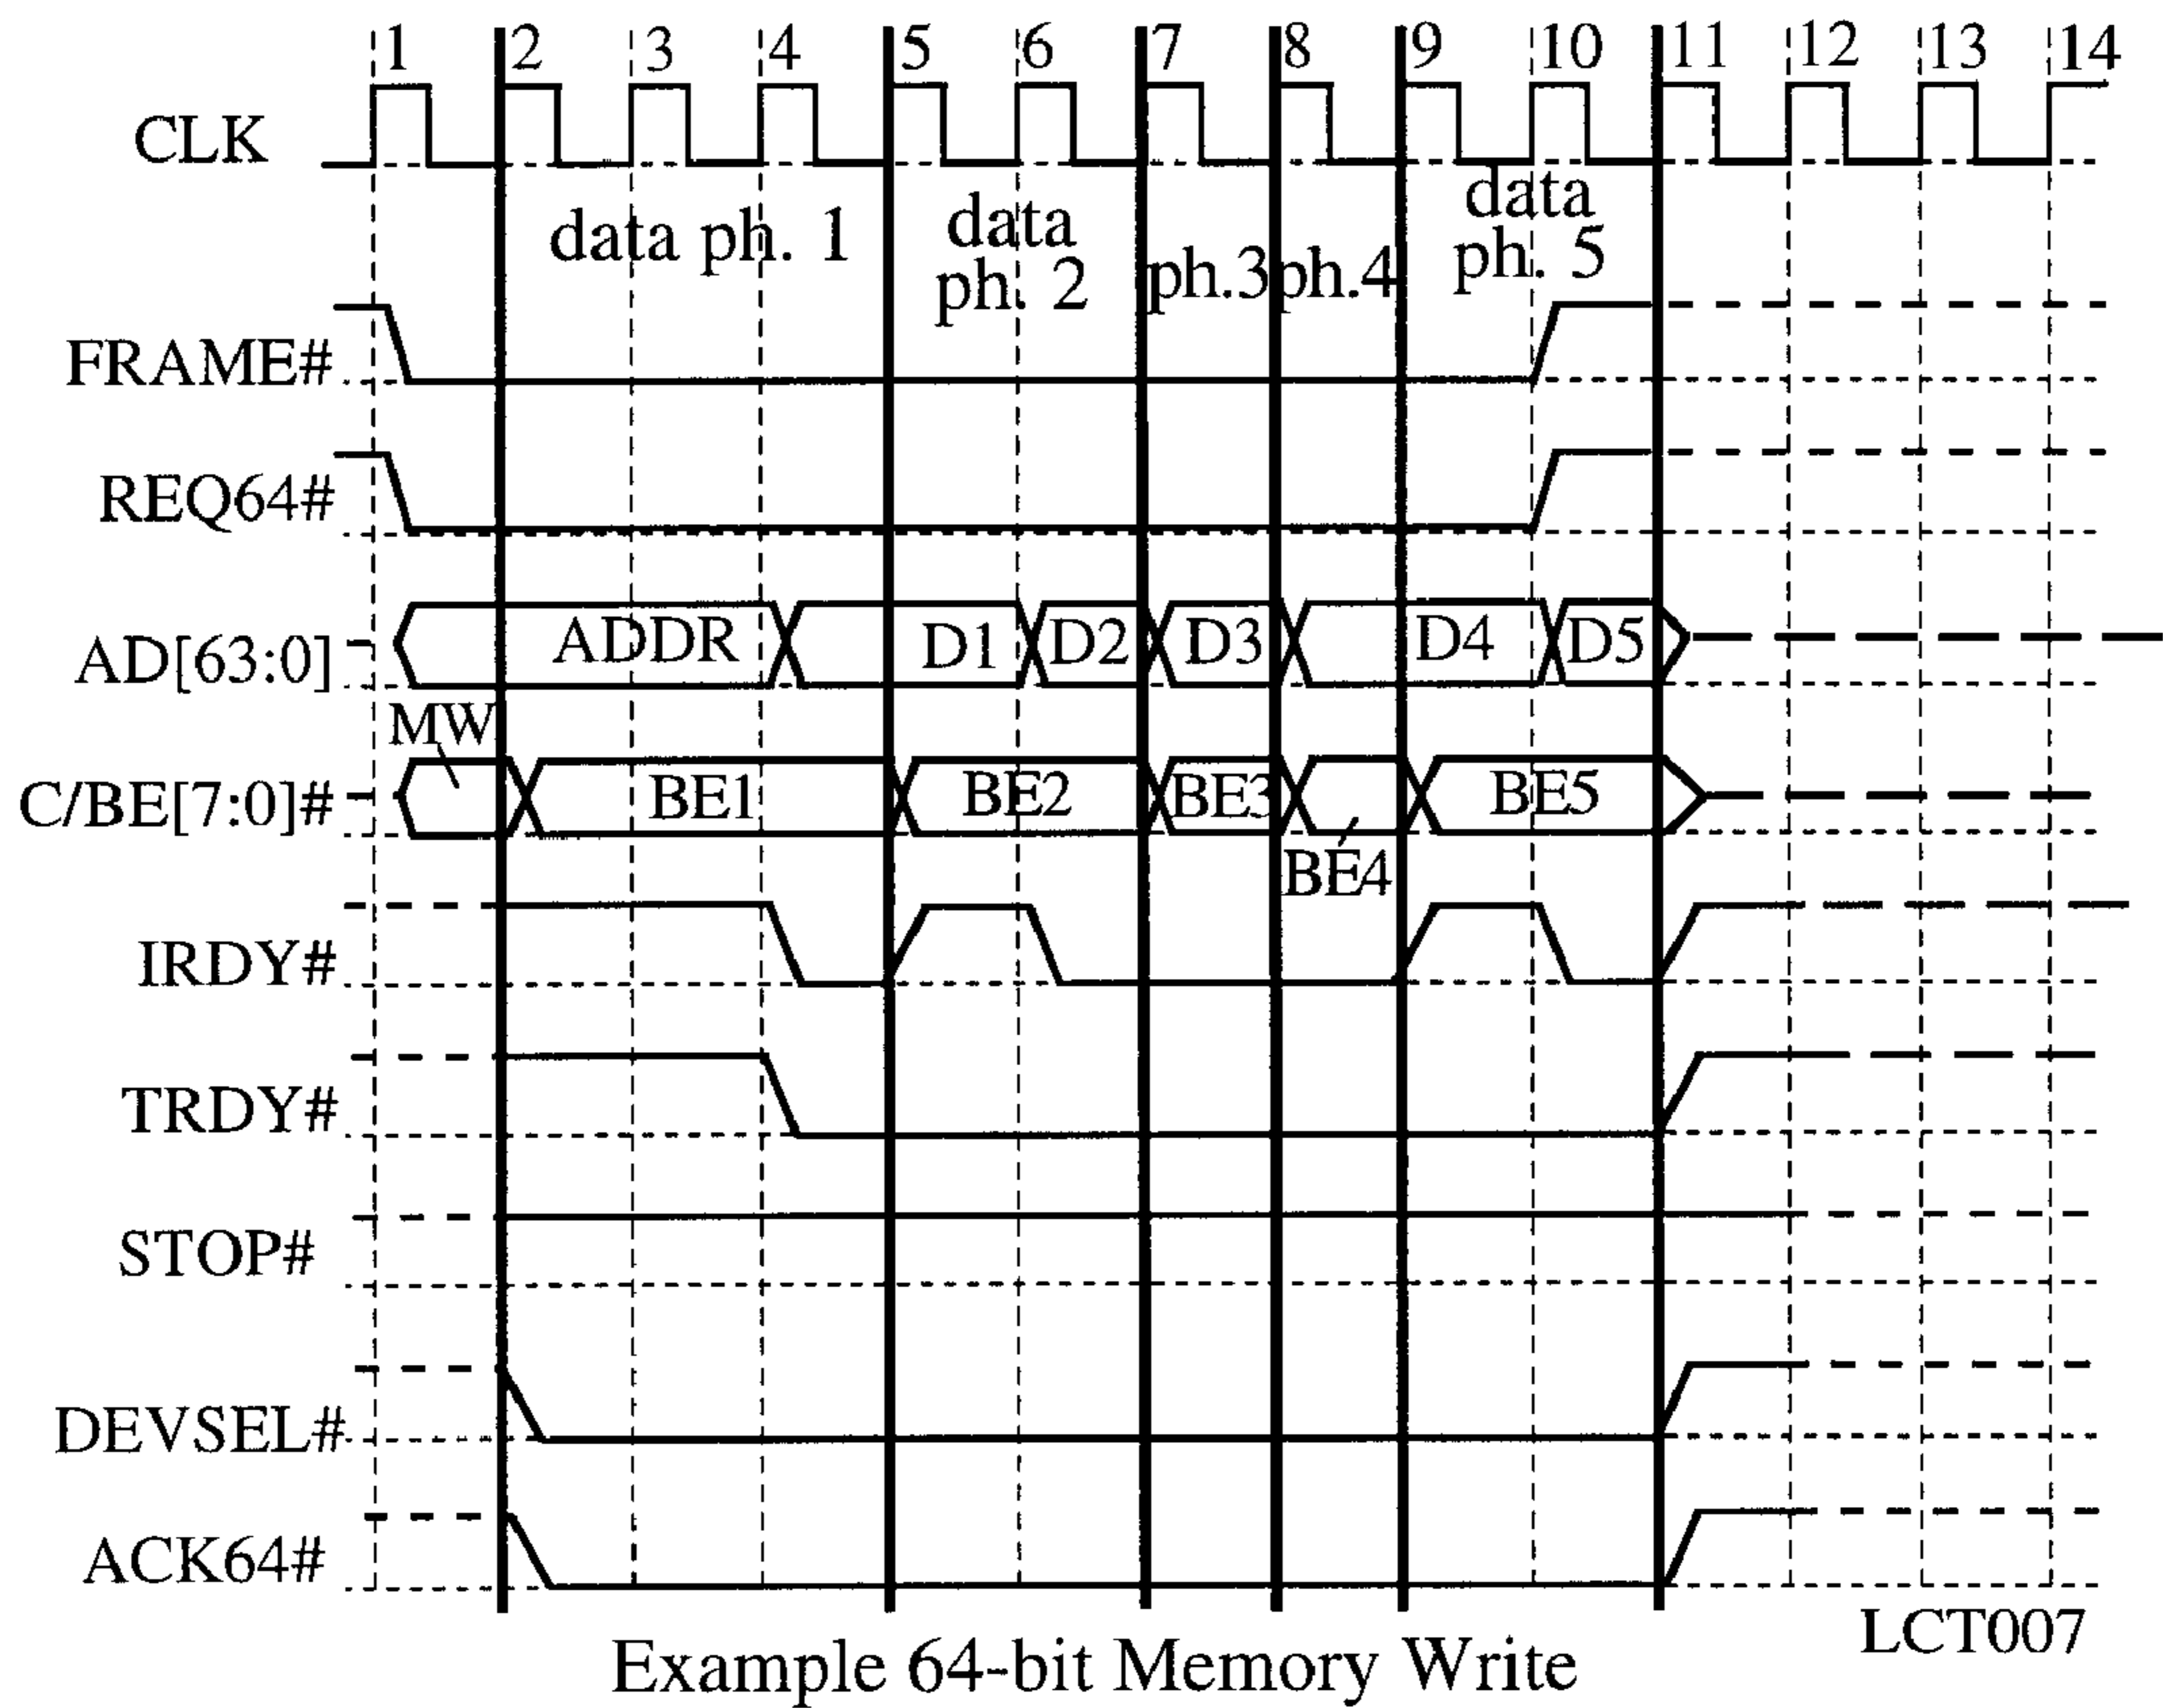 1 2 3 4 5 6 7 8 9 10 11 12 13 14
CLK
data ph. 1
data
ph. 2
ph.3
ph.4
data
ph. 5
FRAME#
REQ64#
AD[63:0]
ADDR D1 D2 D3 D4 D5
MW
C/BE[7:0]#
BE1 BE2 BE3 BE5
BE4
IRDY#
TRDY#
STOP#
DEVSEL#
ACK64#
LCT007
Example 64-bit Memory Write